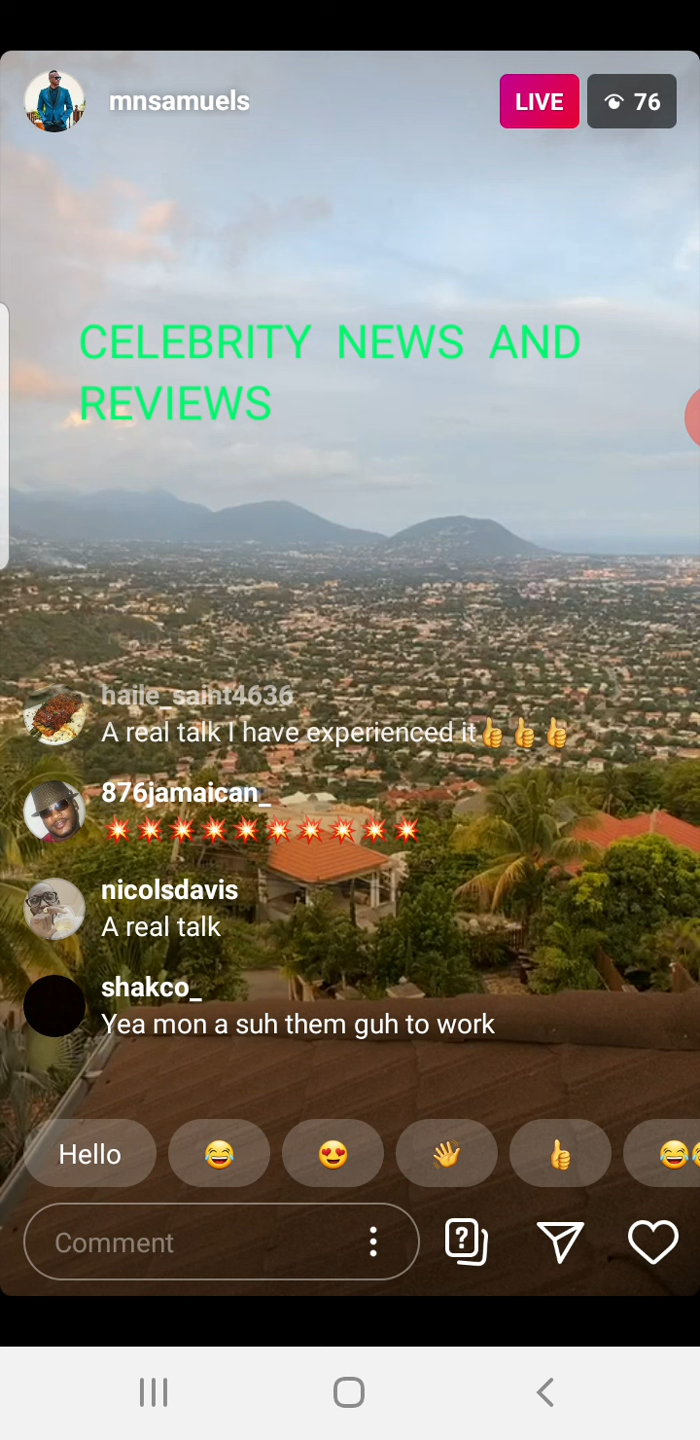 mnsamuels
LIVE
76
CELEBRITY NEWS AND
REVIEWS
haile_saint4636
A real talk I have experienced it👍👍👍
876jamaican_
💥💥💥💥💥💥💥💥💥💥
nicolsdavis
A real talk
shakco_
Yea mon a suh them guh to work
Hello 😂 😍 👋 👍 😂😂
Comment